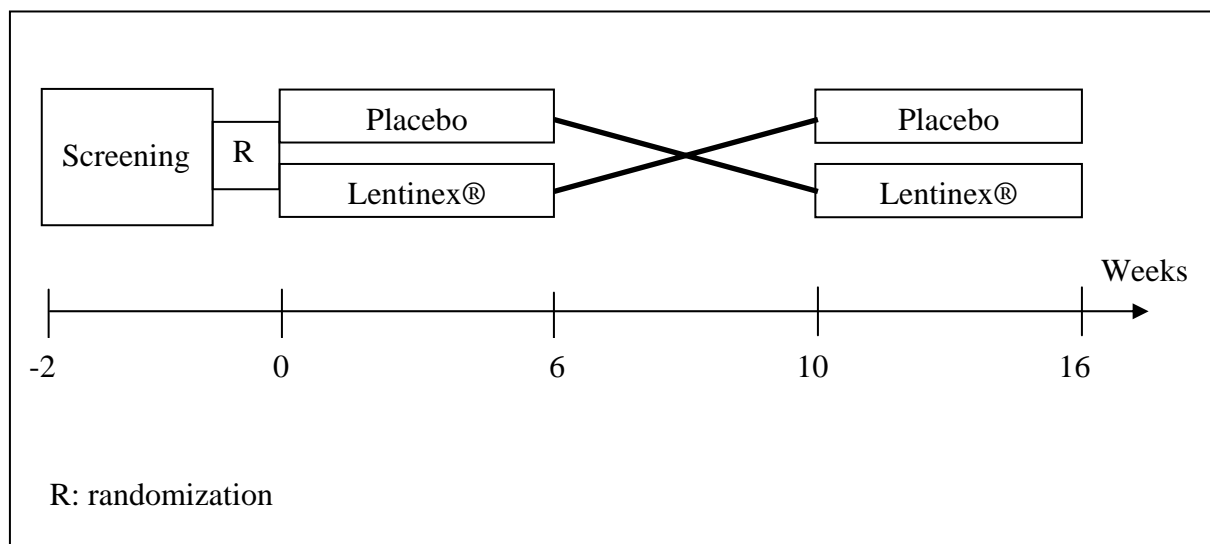 Placebo
Placebo
Screening
R
Lentinex®
Lentinex®
Weeks
-2
0
6
10
16
R: randomization